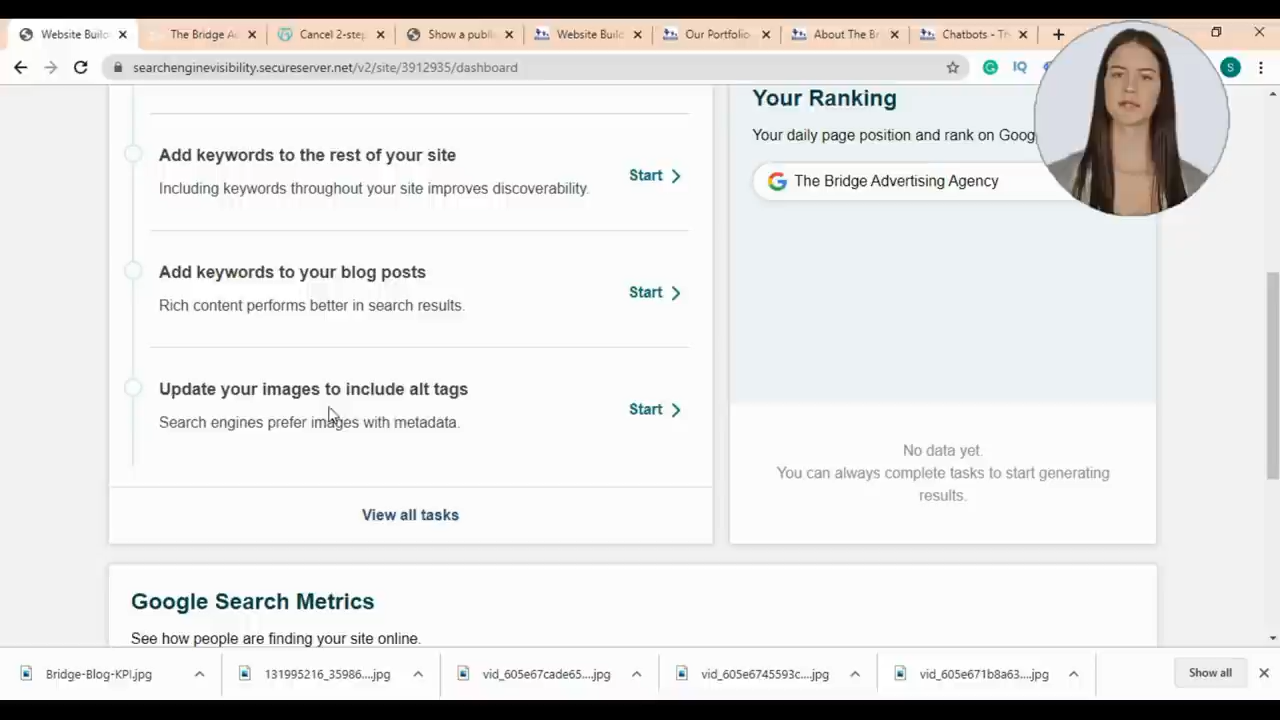 Website Buil
The Bridge A
Cancel 2-ste
Show a publi
Website Buil
Our Portfolio
About The Br
Chatbots - Th
searchenginevisibility.secureserver.net/v2/site/3912935/dashboard
IQ
S
Add keywords to the rest of your site
Including keywords throughout your site improves discoverability.
Start
Add keywords to your blog posts
Rich content performs better in search results.
Start
Update your images to include alt tags
Search engines prefer images with metadata.
Start
View all tasks
Your Ranking
Your daily page position and rank on Goog
The Bridge Advertising Agency
No data yet.
You can always complete tasks to start generating
results.
Google Search Metrics
See how people are finding your site online.
Bridge-Blog-KPI.jpg
131995216_35986....jpg
vid_605e67cade65....jpg
vid_605e6745593c....jpg
vid_605e671b8a63....jpg
Show all